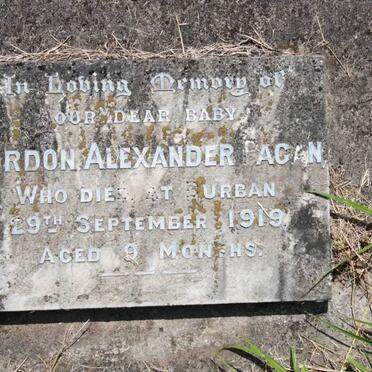 In Loving Memory of
OUR DEAR BABY
RDON ALEXANDER FAGAN
WHO DIED AT DURBAN
29TH SEPTEMBER 1919
AGED 9 MONTHS.